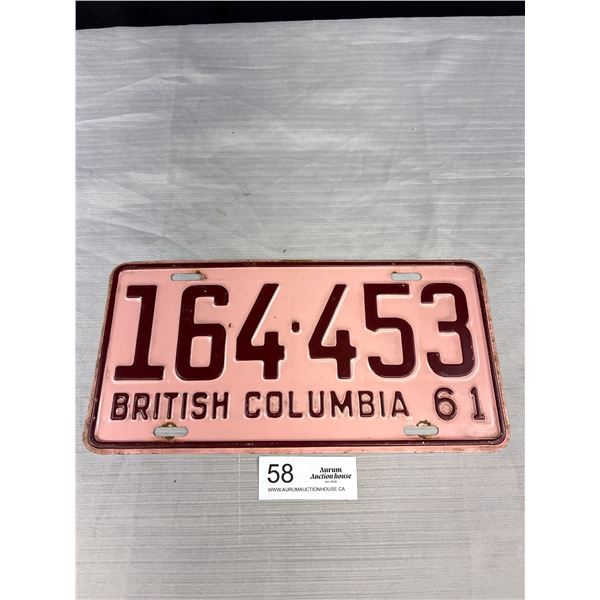 164·453
BRITISH COLUMBIA 61
58
Aurum
Auction house
WWW.AURUMAUCTIONHOUSE.CA